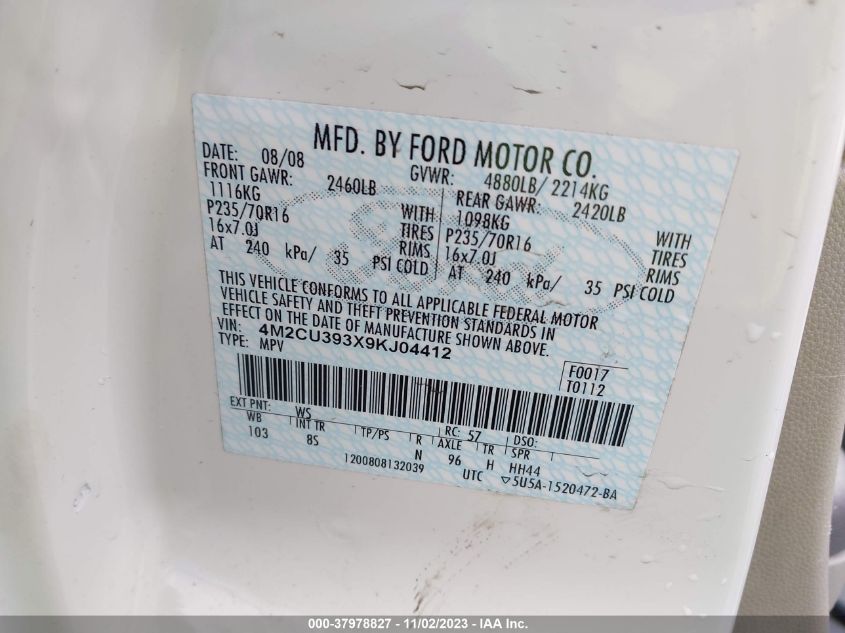 MFD. BY FORD MOTOR CO.
DATE: 08/08 GVWR: 4880LB/ 2214KG
FRONT GAWR: 2460LB REAR GAWR: 2420LB
1116KG WITH 1098KG WITH
P235/70R16 TIRES P235/70R16 TIRES
16x7.0J RIMS 16x7.0J RIMS
AT 240 kPa/ 35 PSI COLD AT 240 kPa/ 35 PSI COLD
THIS VEHICLE CONFORMS TO ALL APPLICABLE FEDERAL MOTOR
VEHICLE SAFETY AND THEFT PREVENTION STANDARDS IN
EFFECT ON THE DATE OF MANUFACTURE SHOWN ABOVE.
VIN: 4M2CU393X9KJ04412
TYPE: MPV
F0017
T0112
EXT PNT: WS RC: 57 DSO:
WB INT TR TP/PS R AXLE TR SPR
103 8S N 96 H HH44
1200808132039 UTC ▽5U5A-1520472-BA
000-37978827 - 11/02/2023 - IAA Inc.